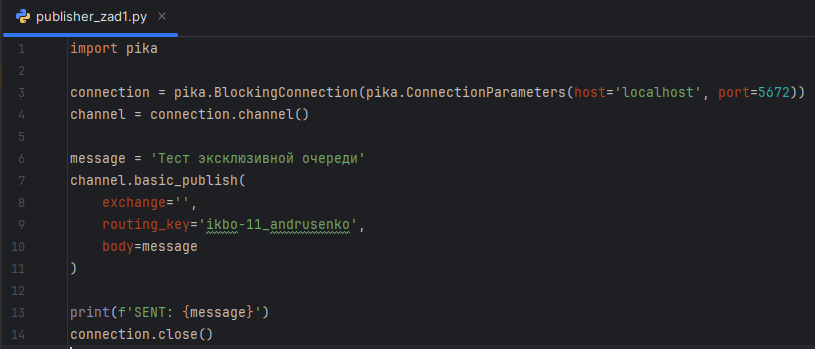 publisher_zad1.py ×
1 import pika
2
3 connection = pika.BlockingConnection(pika.ConnectionParameters(host='localhost', port=5672))
4 channel = connection.channel()
5
6 message = 'Тест эксклюзивной очереди'
7 channel.basic_publish(
8     exchange='',
9     routing_key='ikbo-11_andrusenko',
10     body=message
11 )
12
13 print(f'SENT: {message}')
14 connection.close()